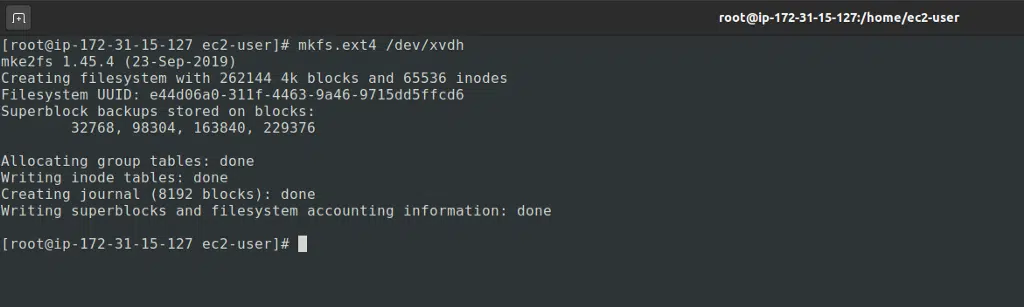 root@ip-172-31-15-127:/home/ec2-user
[root@ip-172-31-15-127 ec2-user]# mkfs.ext4 /dev/xvdh
mke2fs 1.45.4 (23-Sep-2019)
Creating filesystem with 262144 4k blocks and 65536 inodes
Filesystem UUID: e44d06a0-311f-4463-9a46-9715dd5ffcd6
Superblock backups stored on blocks:
        32768, 98304, 163840, 229376

Allocating group tables: done
Writing inode tables: done
Creating journal (8192 blocks): done
Writing superblocks and filesystem accounting information: done

[root@ip-172-31-15-127 ec2-user]#